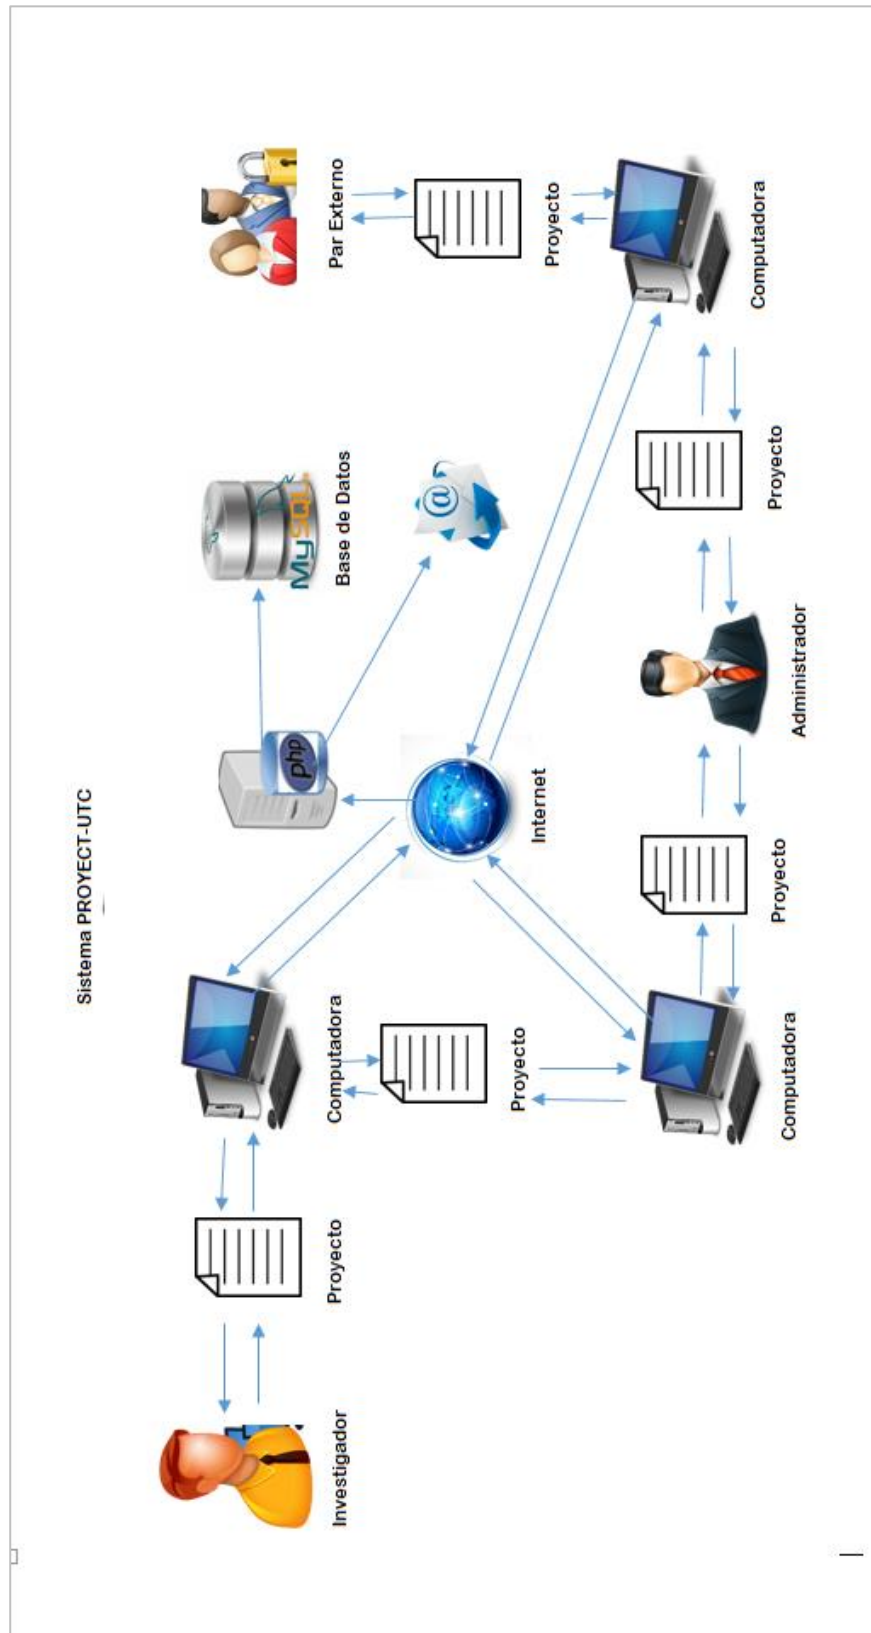 Sistema PROYECT-UTC
php
MySQL
Investigador
Proyecto
Computadora
Base de Datos
Par Externo
@
Proyecto
Internet
Proyecto
Computadora
Proyecto
Administrador
Proyecto
Computadora